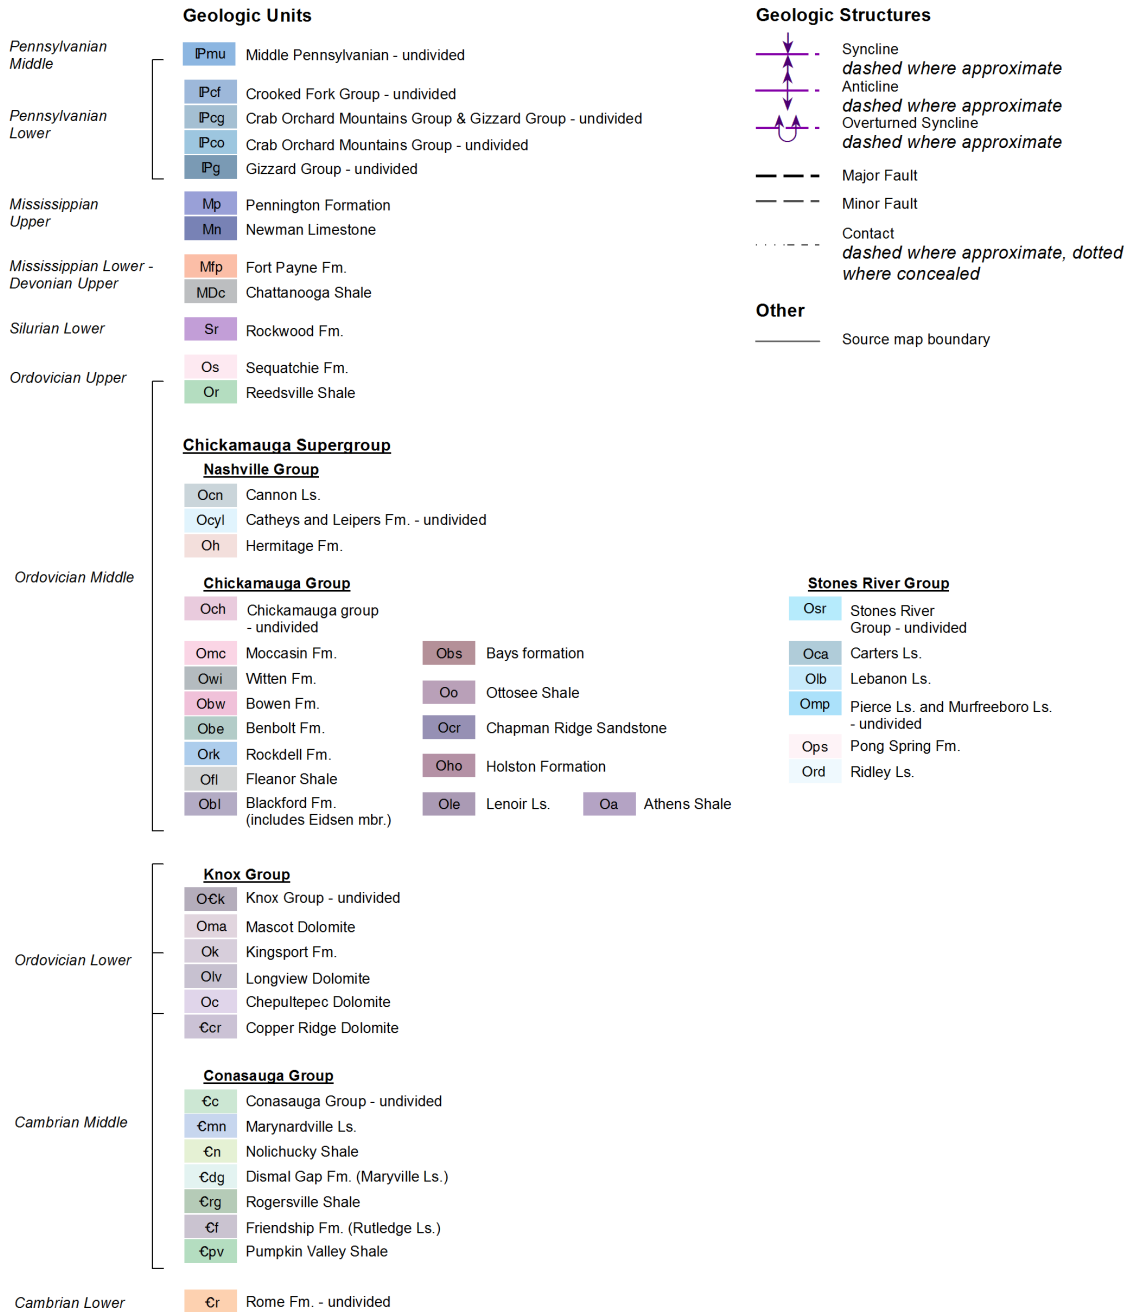 Geologic Units
Pennsylvanian
Middle
ℙmu Middle Pennsylvanian - undivided
Pennsylvanian
Lower
ℙcf Crooked Fork Group - undivided
ℙcg Crab Orchard Mountains Group & Gizzard Group - undivided
ℙco Crab Orchard Mountains Group - undivided
ℙg Gizzard Group - undivided
Mississippian
Upper
Mp Pennington Formation
Mn Newman Limestone
Mississippian Lower -
Devonian Upper
Mfp Fort Payne Fm.
MDc Chattanooga Shale
Silurian Lower
Sr Rockwood Fm.
Ordovician Upper
Os Sequatchie Fm.
Or Reedsville Shale
Ordovician Middle
Chickamauga Supergroup
Nashville Group
Ocn Cannon Ls.
Ocyl Catheys and Leipers Fm. - undivided
Oh Hermitage Fm.
Chickamauga Group
Och Chickamauga group
- undivided
Omc Moccasin Fm.
Owi Witten Fm.
Obw Bowen Fm.
Obe Benbolt Fm.
Ork Rockdell Fm.
Ofl Fleanor Shale
Obl Blackford Fm.
(includes Eidsen mbr.)
Obs Bays formation
Oo Ottosee Shale
Ocr Chapman Ridge Sandstone
Oho Holston Formation
Ole Lenoir Ls.
Oa Athens Shale
Stones River Group
Osr Stones River
Group - undivided
Oca Carters Ls.
Olb Lebanon Ls.
Omp Pierce Ls. and Murfreeboro Ls.
- undivided
Ops Pong Spring Fm.
Ord Ridley Ls.
Ordovician Lower
Knox Group
O€k Knox Group - undivided
Oma Mascot Dolomite
Ok Kingsport Fm.
Olv Longview Dolomite
Oc Chepultepec Dolomite
€cr Copper Ridge Dolomite
Cambrian Middle
Conasauga Group
€c Conasauga Group - undivided
€mn Marynardville Ls.
€n Nolichucky Shale
€dg Dismal Gap Fm. (Maryville Ls.)
€rg Rogersville Shale
€f Friendship Fm. (Rutledge Ls.)
€pv Pumpkin Valley Shale
Cambrian Lower
€r Rome Fm. - undivided
Geologic Structures
Syncline
dashed where approximate
Anticline
dashed where approximate
Overturned Syncline
dashed where approximate
Major Fault
Minor Fault
Contact
dashed where approximate, dotted
where concealed
Other
Source map boundary